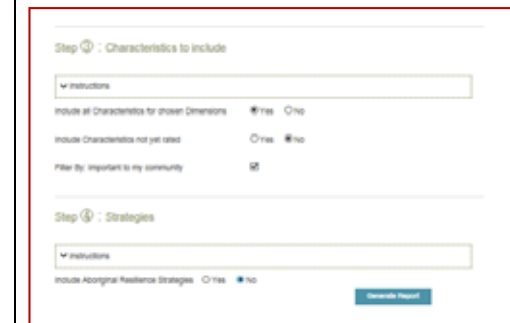 Step ③ : Characteristics to include
Instructions
Include all Characteristics for chosen Dimensions Yes No
Include Characteristics not yet rated Yes No
Filter By: Important to my community
Step ④ : Strategies
Instructions
Include Aboriginal Resilience Strategies Yes No
Generate Report